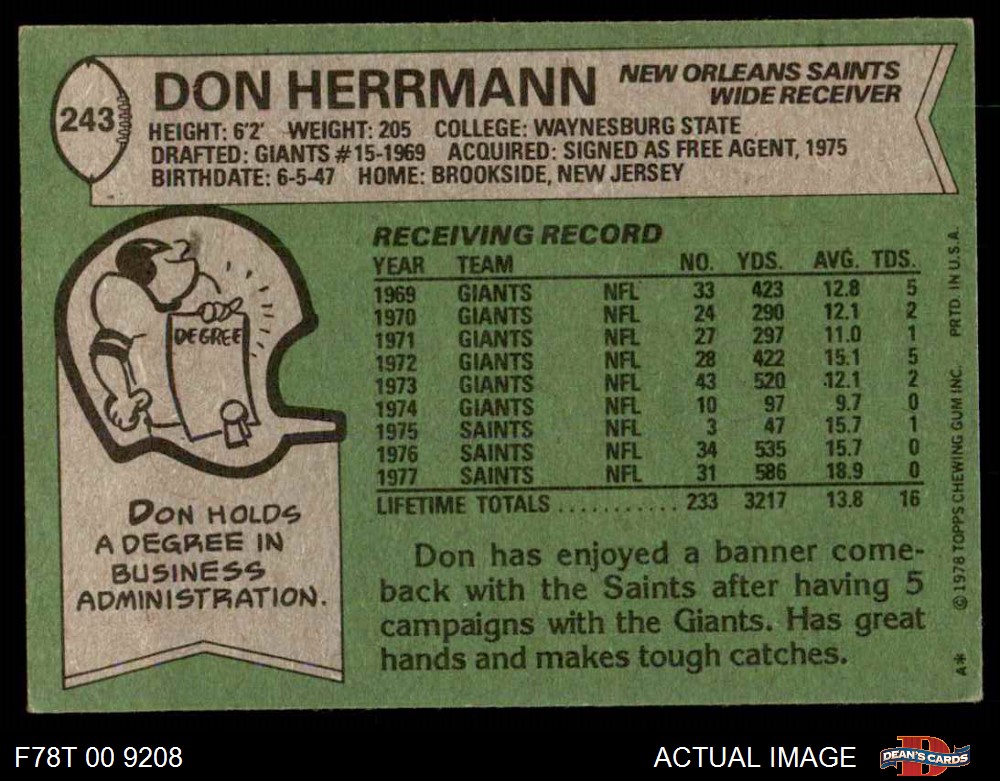 243
DON HERRMANN
NEW ORLEANS SAINTS
WIDE RECEIVER
HEIGHT: 6'2' WEIGHT: 205 COLLEGE: WAYNESBURG STATE
DRAFTED: GIANTS #15-1969 ACQUIRED: SIGNED AS FREE AGENT, 1975
BIRTHDATE: 6-5-47 HOME: BROOKSIDE, NEW JERSEY
DEGREE
DON HOLDS
A DEGREE IN
BUSINESS
ADMINISTRATION.
RECEIVING RECORD
YEAR TEAM NO. YDS. AVG. TDS.
1969 GIANTS NFL 33 423 12.8 5
1970 GIANTS NFL 24 290 12.1 2
1971 GIANTS NFL 27 297 11.0 1
1972 GIANTS NFL 28 422 15.1 5
1973 GIANTS NFL 43 520 12.1 2
1974 GIANTS NFL 10 97 9.7 0
1975 SAINTS NFL 3 47 15.7 1
1976 SAINTS NFL 34 535 15.7 0
1977 SAINTS NFL 31 586 18.9 0
LIFETIME TOTALS ........... 233 3217 13.8 16
Don has enjoyed a banner come-
back with the Saints after having 5
campaigns with the Giants. Has great
hands and makes tough catches.
A* © 1978 TOPPS CHEWING GUM INC. PRTD. IN U.S.A.
F78T 00 9208
ACTUAL IMAGE
DEAN'S CARDS